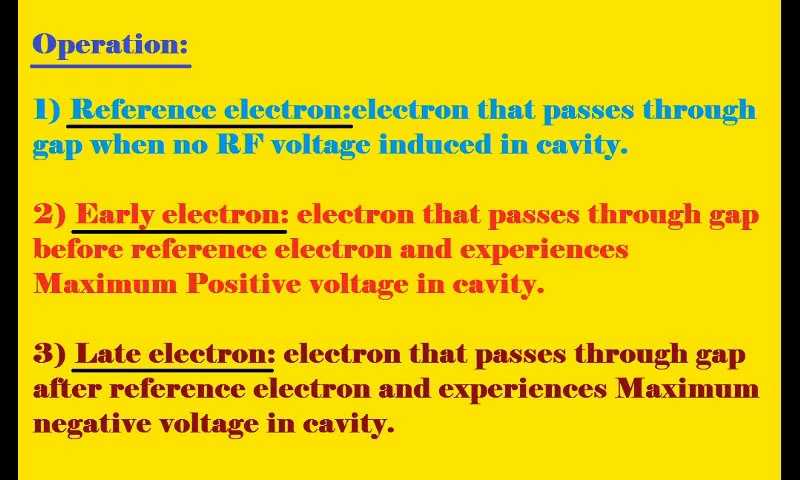 Operation:
1) Reference electron:electron that passes through
gap when no RF voltage induced in cavity.
2) Early electron: electron that passes through gap
before reference electron and experiences
Maximum Positive voltage in cavity.
3) Late electron: electron that passes through gap
after reference electron and experiences Maximum
negative voltage in cavity.